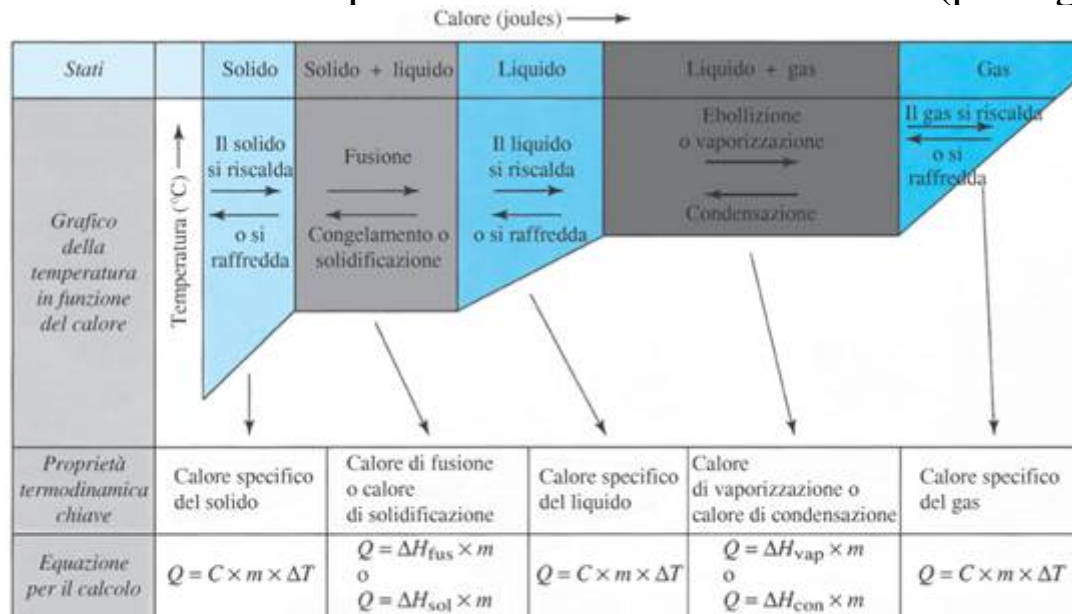 Calore (joules)
Stati
Solido
Solido + liquido
Liquido
Liquido + gas
Gas
Grafico
della
temperatura
in funzione
del calore
Temperatura (°C)
Il solido
si riscalda
o si
raffredda
Fusione
Congelamento o
solidificazione
Il liquido
si riscalda
o si raffredda
Ebollizione
o vaporizzazione
Condensazione
Il gas si riscalda
o si
raffredda
Proprietà
termodinamica
chiave
Calore specifico
del solido
Calore di fusione
o calore
di solidificazione
Calore specifico
del liquido
Calore
di vaporizzazione o
calore di condensazione
Calore specifico
del gas
Equazione
per il calcolo
Q = C × m × ΔT
Q = ΔH_fus × m
o
Q = ΔH_sol × m
Q = C × m × ΔT
Q = ΔH_vap × m
o
Q = ΔH_con × m
Q = C × m × ΔT